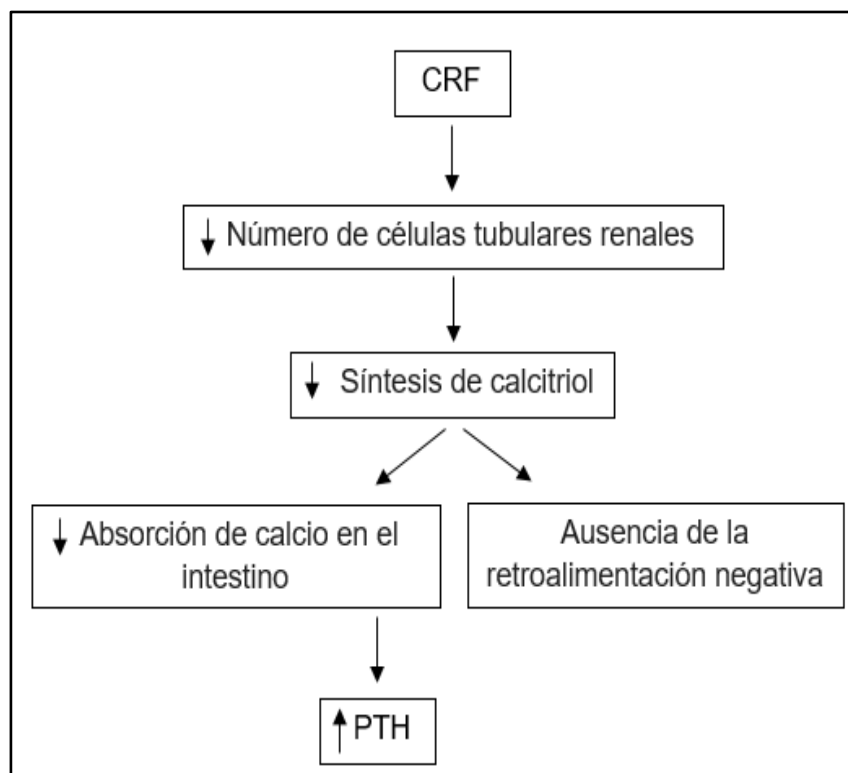 CRF
↓ Número de células tubulares renales
↓ Síntesis de calcitriol
↓ Absorción de calcio en el
intestino
Ausencia de la
retroalimentación negativa
↑ PTH